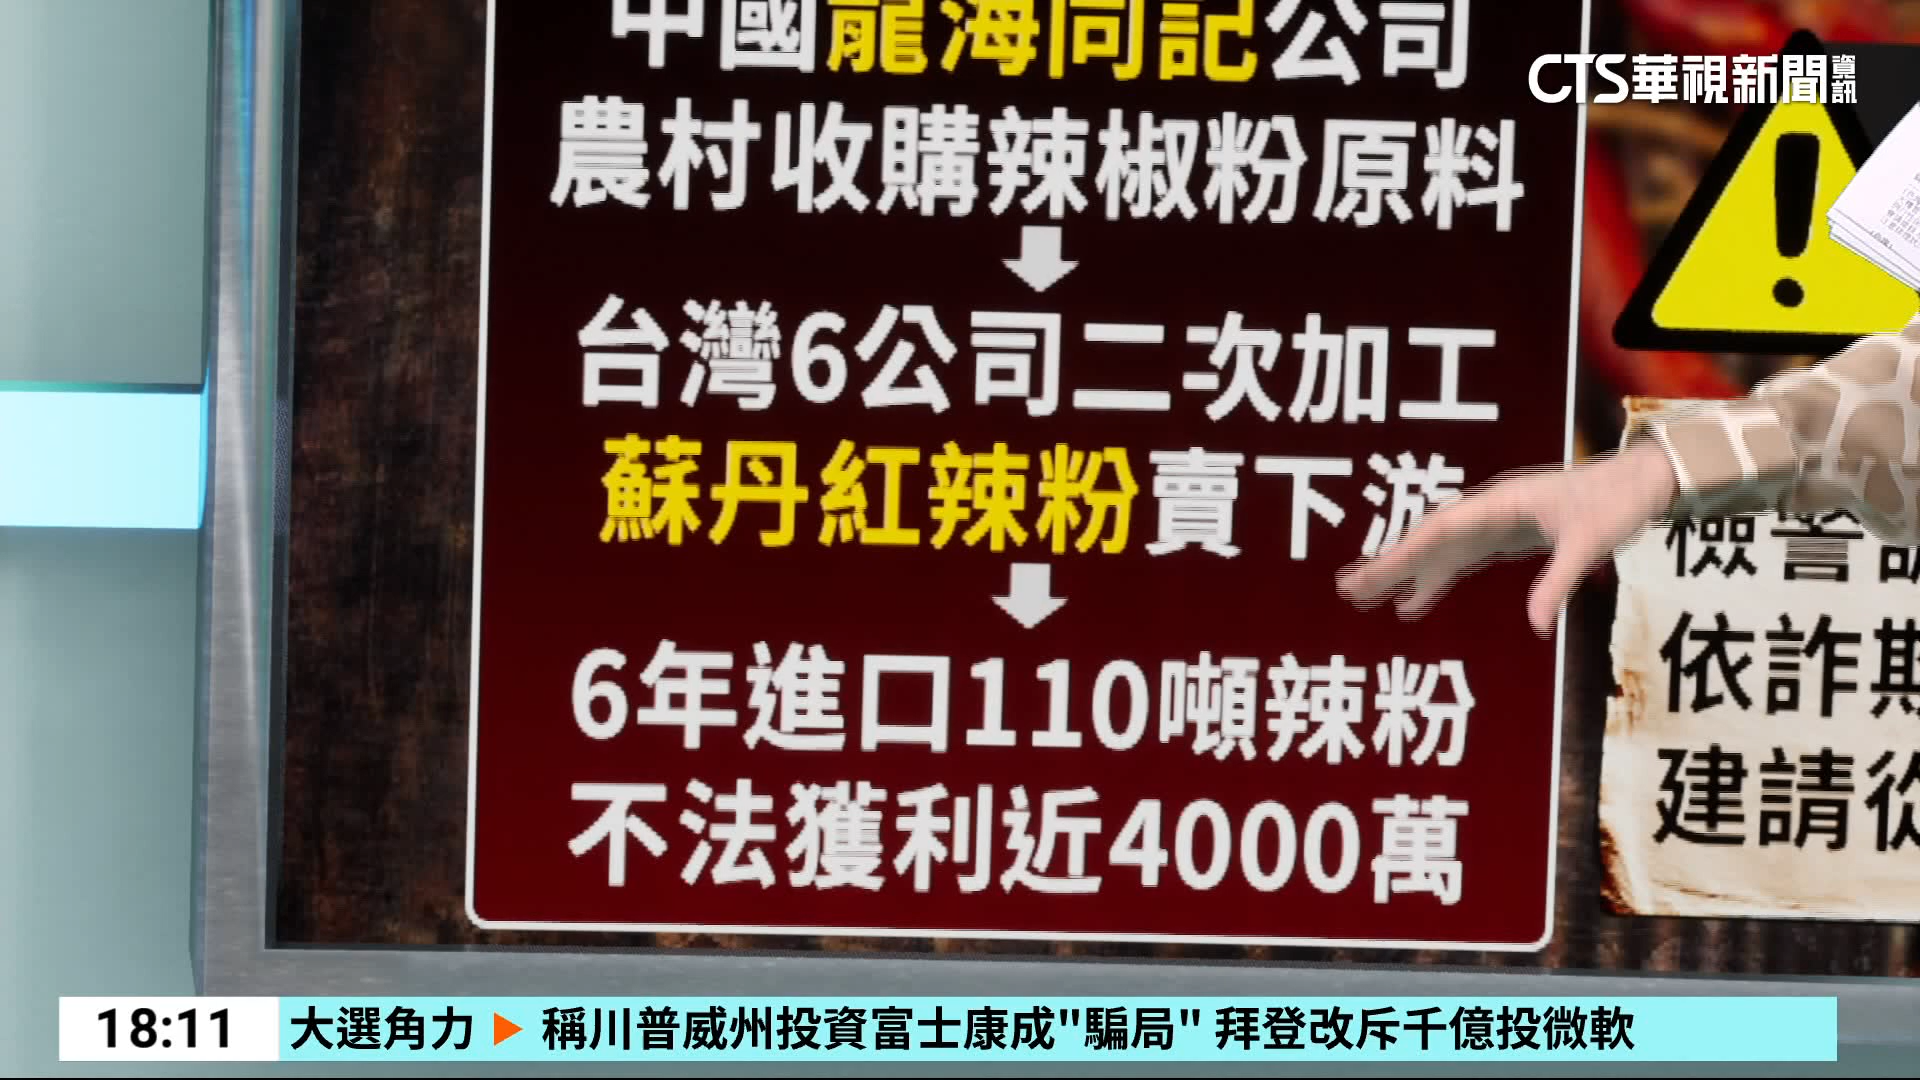 中國龍海同記公司
農村收購辣椒粉原料
台灣6公司二次加工
蘇丹紅辣粉賣下游
6年進口110噸辣粉
不法獲利近4000萬
CTS華視新聞資訊
檢警
依詐欺
建請從
18:11 大選角力 ▶ 稱川普威州投資富士康成"騙局" 拜登改斥千億投微軟